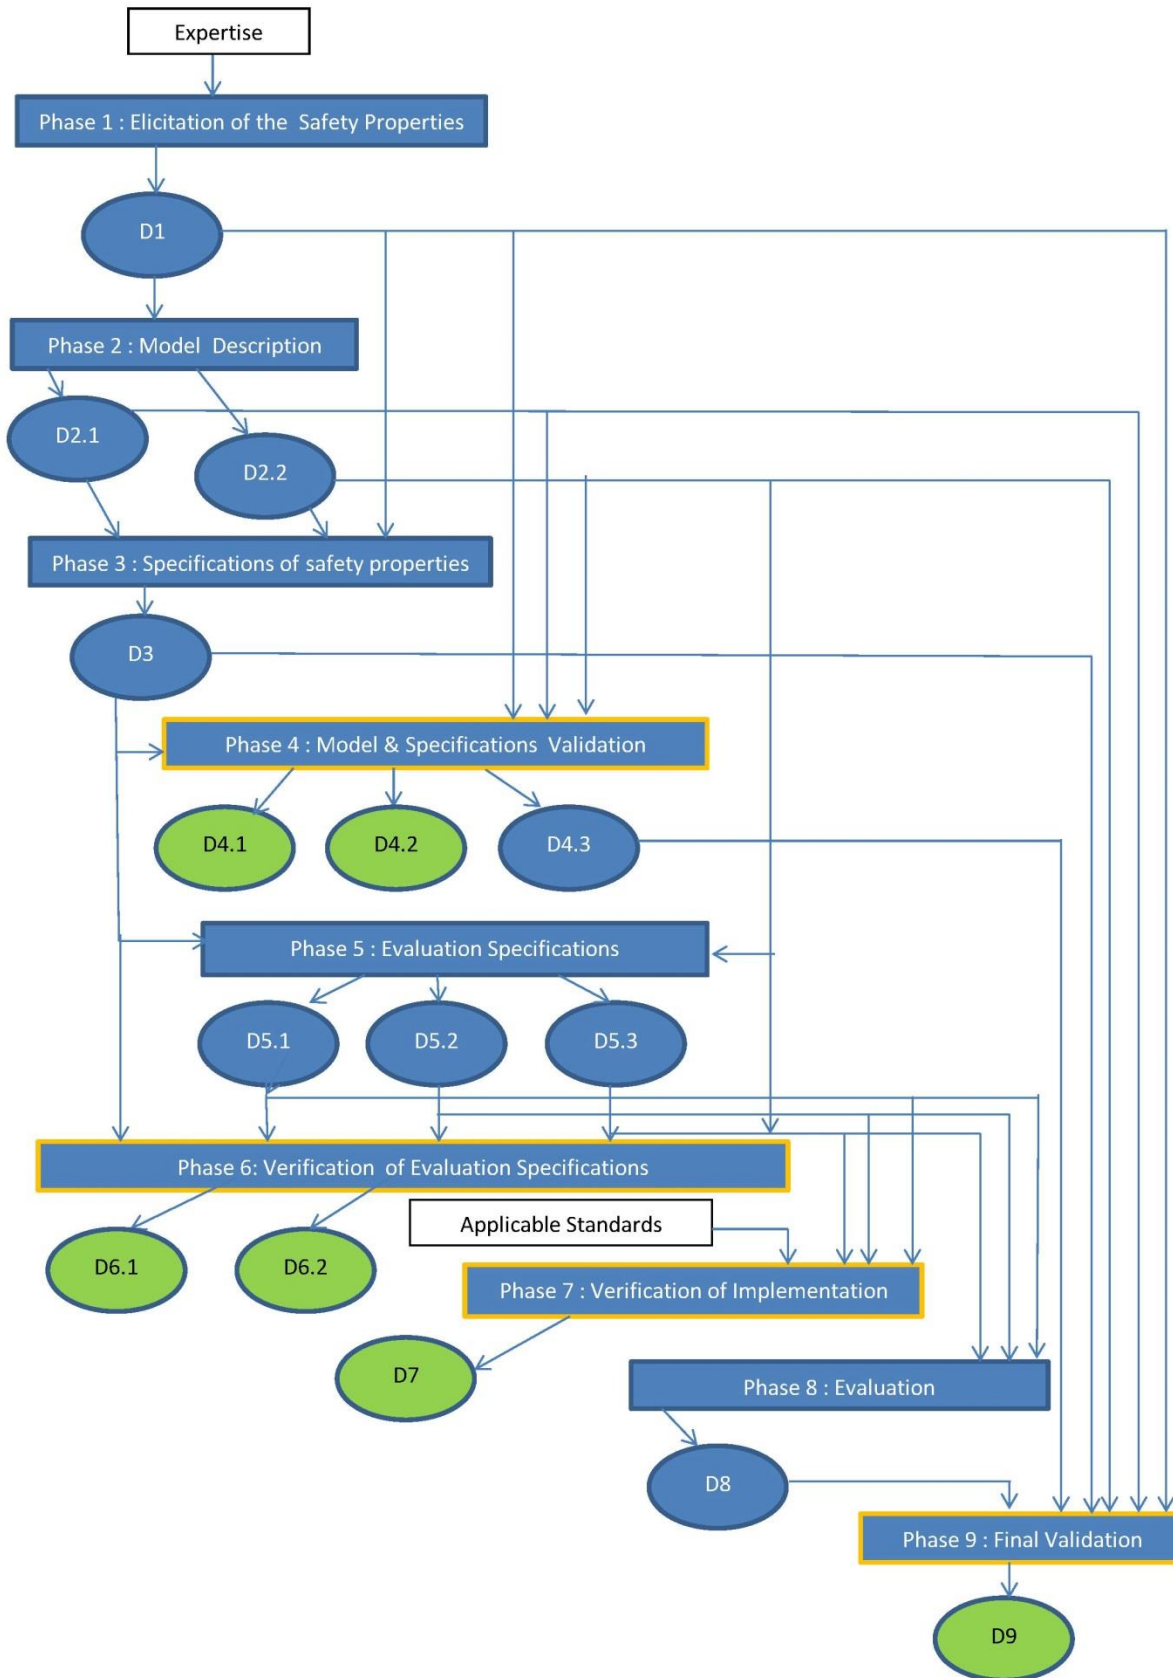 Expertise
Phase 1 : Elicitation of the Safety Properties
D1
Phase 2 : Model Description
D2.1
D2.2
Phase 3 : Specifications of safety properties
D3
Phase 4 : Model & Specifications Validation
D4.1
D4.2
D4.3
Phase 5 : Evaluation Specifications
D5.1
D5.2
D5.3
Phase 6: Verification of Evaluation Specifications
Applicable Standards
D6.1
D6.2
Phase 7 : Verification of Implementation
D7
Phase 8 : Evaluation
D8
Phase 9 : Final Validation
D9